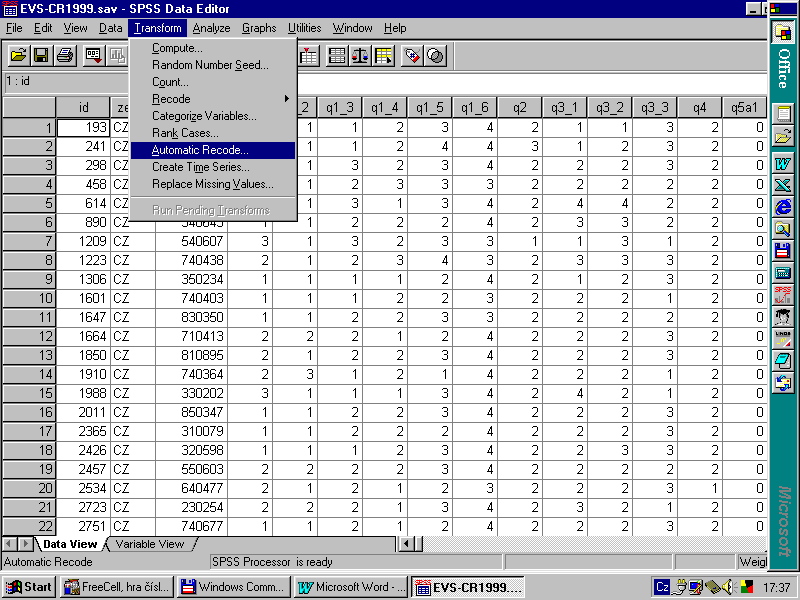 EVS-CR1999.sav - SPSS Data Editor
File Edit View Data Transform Analyze Graphs Utilities Window Help
Compute...
Random Number Seed...
Count...
Recode
Categorize Variables...
Rank Cases...
Automatic Recode...
Create Time Series...
Replace Missing Values...
Run Pending Transforms
1 : id
id ze _2 q1_3 q1_4 q1_5 q1_6 q2 q3_1 q3_2 q3_3 q4 q5a1
1 193 CZ 1 1 2 3 4 2 1 1 3 2 0
2 241 CZ 1 1 2 4 4 3 1 2 3 2 0
3 298 CZ 1 3 2 3 4 2 1 2 3 2 0
4 458 CZ 1 2 3 3 3 2 2 2 3 2 0
5 614 CZ 1 3 1 3 4 2 4 4 2 2 0
6 890 CZ 540645 1 2 2 2 4 2 3 3 2 2 0
7 1209 CZ 540607 3 1 3 2 3 3 1 1 3 1 2 0
8 1223 CZ 740438 2 1 2 3 4 3 2 3 3 3 2 0
9 1306 CZ 350234 1 1 1 1 2 4 2 1 2 3 2 0
10 1601 CZ 740403 1 1 1 2 2 3 2 2 2 1 2 0
11 1647 CZ 830350 1 1 2 2 2 3 2 2 2 3 2 0
12 1664 CZ 710413 2 2 2 1 2 4 2 2 2 3 2 0
13 1850 CZ 810895 2 1 2 2 3 4 2 2 2 3 2 0
14 1910 CZ 740364 2 3 1 2 1 4 2 2 2 1 2 0
15 1988 CZ 330202 3 1 1 1 3 4 2 4 2 1 2 0
16 2011 CZ 850347 1 1 2 2 3 4 2 2 2 3 2 0
17 2365 CZ 310079 1 1 2 2 2 4 2 2 2 3 2 0
18 2426 CZ 320598 1 1 1 2 3 4 2 2 3 3 2 0
19 2457 CZ 550603 2 2 2 2 3 4 2 2 2 3 2 0
20 2534 CZ 640477 2 1 2 1 2 3 2 2 2 3 1 0
21 2723 CZ 230254 2 2 1 2 2 4 2 3 2 1 2 0
22 2751 CZ 740677 1 1 2 1 2 4 2 2 2 3 2 0
Data View Variable View
Automatic Recode SPSS Processor is ready Weig
Start FreeCell, hra čísl... Windows Comm... Microsoft Word - ... EVS-CR1999.... Cz 17:37
Office
Microsoft